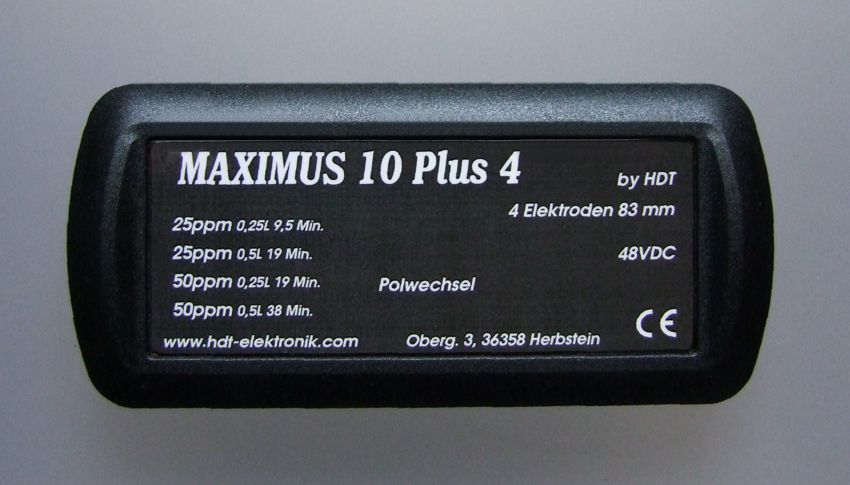 MAXIMUS 10 Plus 4
by HDT
4 Elektroden 83 mm
25ppm 0,25L 9,5 Min.
25ppm 0,5L 19 Min.
48VDC
50ppm 0,25L 19 Min.
Polwechsel
50ppm 0,5L 38 Min.
CE
www.hdt-elektronik.com
Oberg. 3, 36358 Herbstein